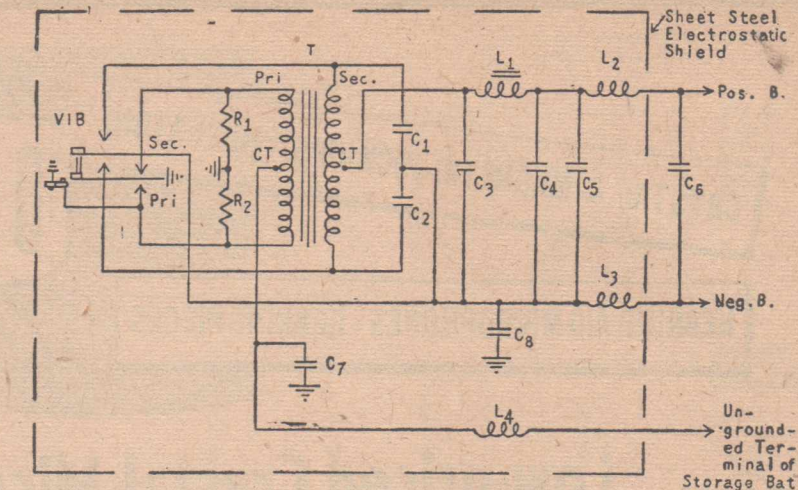 Sheet Steel
Electrostatic
Shield
T
L1
L2
Pri
Sec.
Pos. B.
VIB
R1
Sec.
C1
CT
CT
C3
C4
C5
C6
Pri
R2
C2
L3
Neg.B.
C8
C7
L4
Un-
ground-
ed Ter-
minal of
Storage Bat